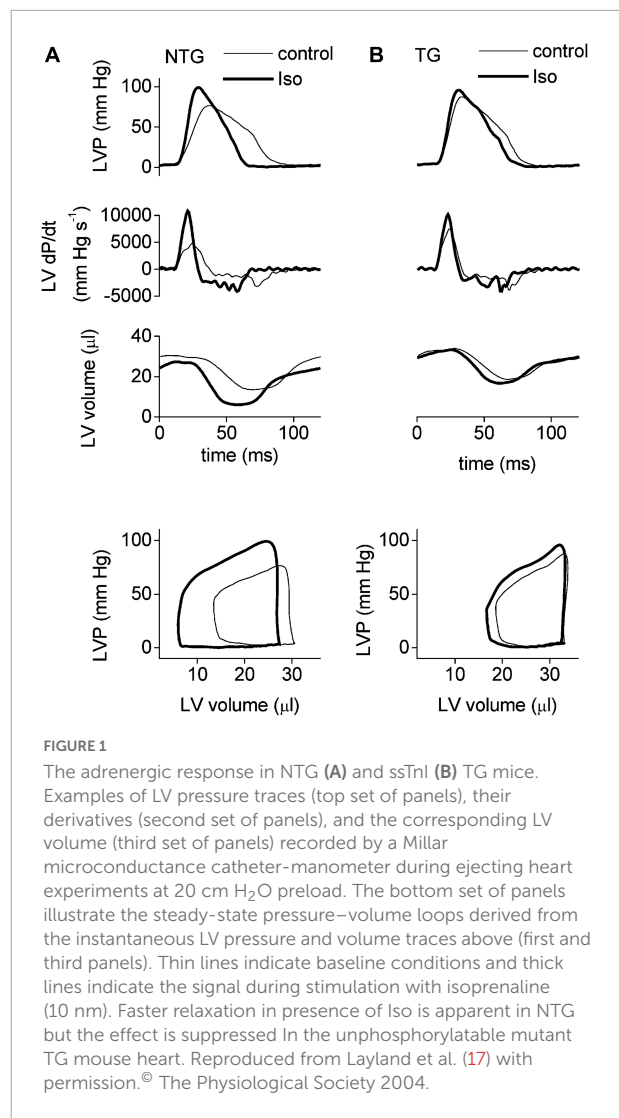 A NTG control B TG control
Iso Iso
LVP (mm Hg)
100
50
0
LV dP/dt
(mm Hg s⁻¹)
10000
5000
0
-5000
LV volume (μl)
40
20
0
0 50 100 0 50 100
time (ms) time (ms)
LVP (mm Hg)
100
50
0
10 20 30
LV volume (μl)
LVP (mm Hg)
100
50
0
10 20 30
LV volume (μl)
FIGURE 1
The adrenergic response in NTG (A) and ssTnI (B) TG mice.
Examples of LV pressure traces (top set of panels), their
derivatives (second set of panels), and the corresponding LV
volume (third set of panels) recorded by a Millar
microconductance catheter-manometer during ejecting heart
experiments at 20 cm H₂O preload. The bottom set of panels
illustrate the steady-state pressure–volume loops derived from
the instantaneous LV pressure and volume traces above (first and
third panels). Thin lines indicate baseline conditions and thick
lines indicate the signal during stimulation with isoprenaline
(10 nm). Faster relaxation in presence of Iso is apparent in NTG
but the effect is suppressed In the unphosphorylatable mutant
TG mouse heart. Reproduced from Layland et al. (17) with
permission.© The Physiological Society 2004.